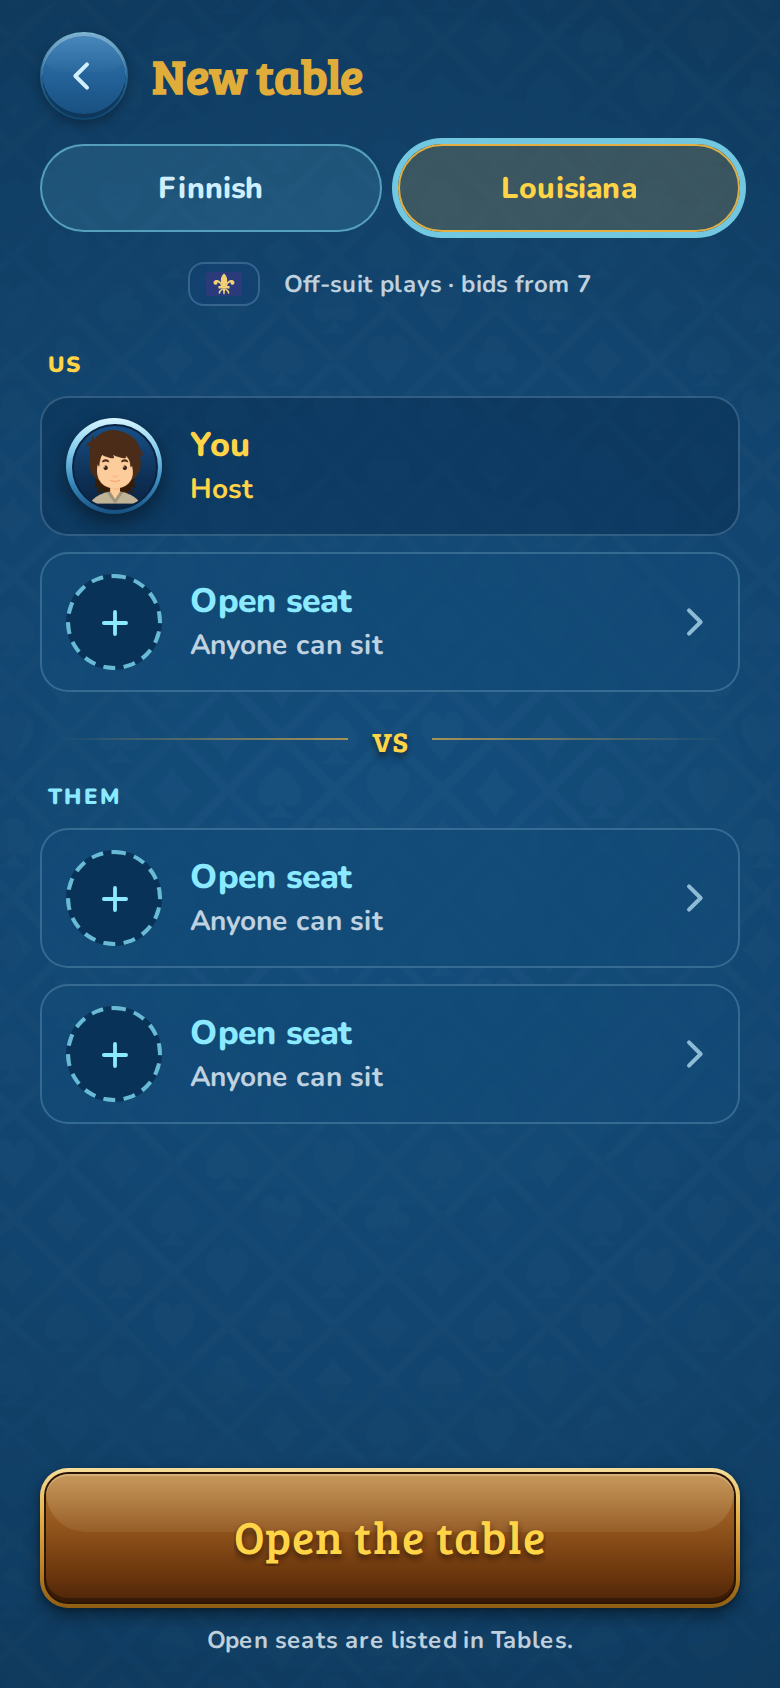 New table
Finnish
Louisiana
Off-suit plays · bids from 7
US
You
Host
Open seat
Anyone can sit
VS
THEM
Open seat
Anyone can sit
Open seat
Anyone can sit
Open the table
Open seats are listed in Tables.